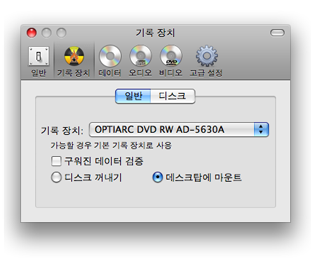 기록 장치
일반 기록 장치 데이터 오디오 비디오 고급 설정
일반 디스크
기록 장치: OPTIARC DVD RW AD-5630A
가능할 경우 기본 기록 장치로 사용
구워진 데이터 검증
디스크 꺼내기 데스크탑에 마운트